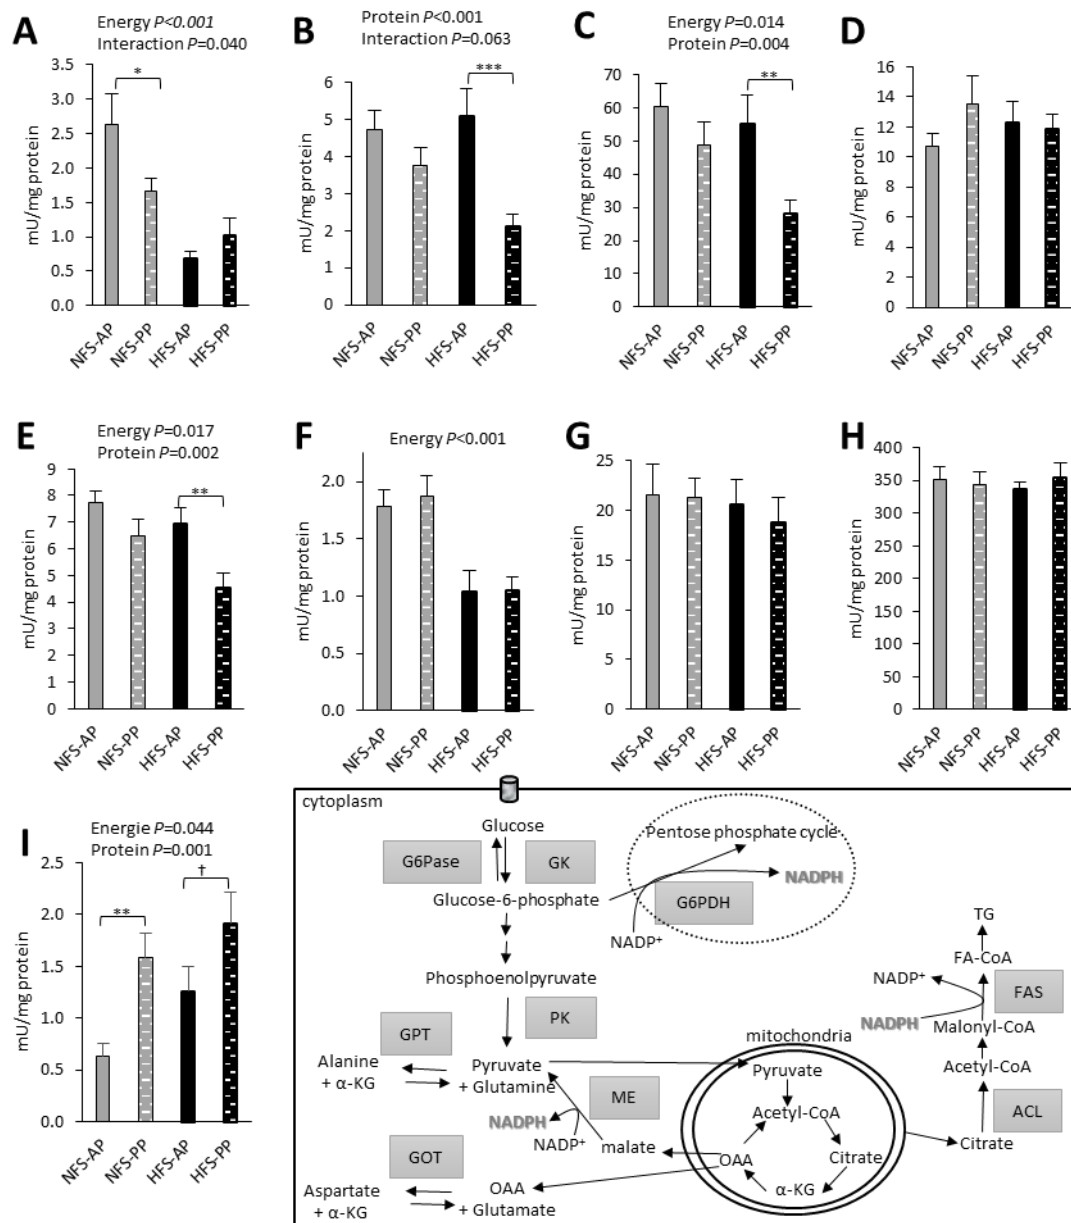 A
Energy P<0.001
Interaction P=0.040
mU/mg protein
3.5
3.0
2.5
2.0
1.5
1.0
0.5
0.0
*
NFS-AP
NFS-PP
HFS-AP
HFS-PP
B
Protein P<0.001
Interaction P=0.063
mU/mg protein
6
5
4
3
2
1
0
***
NFS-AP
NFS-PP
HFS-AP
HFS-PP
C
Energy P=0.014
Protein P=0.004
mU/mg protein
70
60
50
40
30
20
10
0
**
NFS-AP
NFS-PP
HFS-AP
HFS-PP
D
mU/mg protein
16
14
12
10
8
6
4
2
0
NFS-AP
NFS-PP
HFS-AP
HFS-PP
E
Energy P=0.017
Protein P=0.002
mU/mg protein
9
8
7
6
5
4
3
2
1
0
**
NFS-AP
NFS-PP
HFS-AP
HFS-PP
F
Energy P<0.001
mU/mg protein
2.0
1.5
1.0
0.5
0.0
NFS-AP
NFS-PP
HFS-AP
HFS-PP
G
mU/mg protein
25
20
15
10
5
0
NFS-AP
NFS-PP
HFS-AP
HFS-PP
H
mU/mg protein
400
350
300
250
200
150
100
50
0
NFS-AP
NFS-PP
HFS-AP
HFS-PP
I
Energie P=0.044
Protein P=0.001
mU/mg protein
2.5
2.0
1.5
1.0
0.5
0.0
**
†
NFS-AP
NFS-PP
HFS-AP
HFS-PP
cytoplasm
Glucose
G6Pase
GK
Glucose-6-phosphate
Pentose phosphate cycle
NADPH
G6PDH
NADP+
Phosphoenolpyruvate
PK
GPT
Alanine
+ α-KG
Pyruvate
+ Glutamine
ME
NADPH
NADP+
malate
GOT
Aspartate
+ α-KG
OAA
+ Glutamate
mitochondria
Pyruvate
Acetyl-CoA
OAA
Citrate
α-KG
TG
FA-CoA
NADP+
FAS
NADPH
Malonyl-CoA
Acetyl-CoA
ACL
Citrate